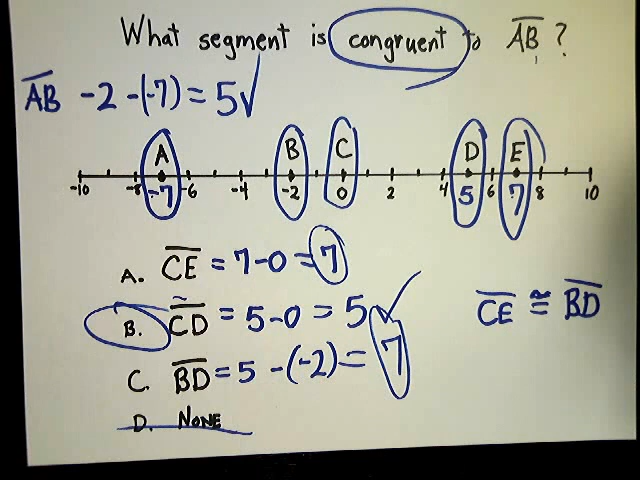 What segment is congruent to AB ?
AB -2 -(-7) = 5 ✓
A B C D E
-10 -8 -7 -6 -4 -2 0 2 4 5 6 7 8 10
A. CE = 7-0 = 7
B. CD = 5-0 = 5 ✓
CE ≅ BD
C. BD = 5 -(-2) = 7
D. NONE